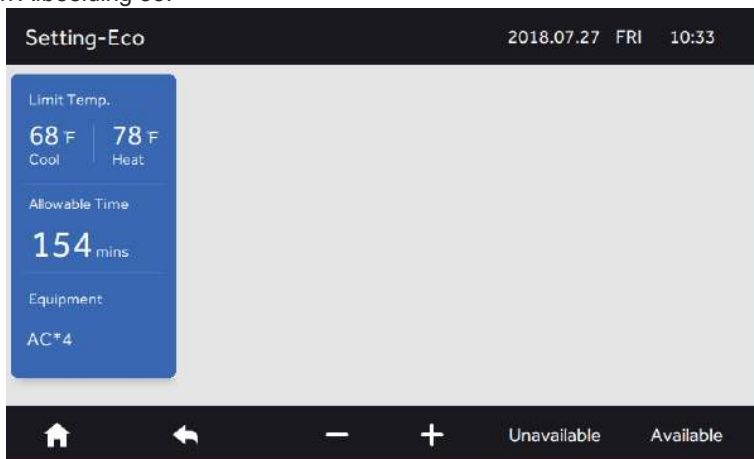 Setting-Eco 2018.07.27 FRI 10:33
Limit Temp.
68 °F 78 °F
Cool Heat
Allowable Time
154 mins
Equipment
AC*4
Unavailable Available